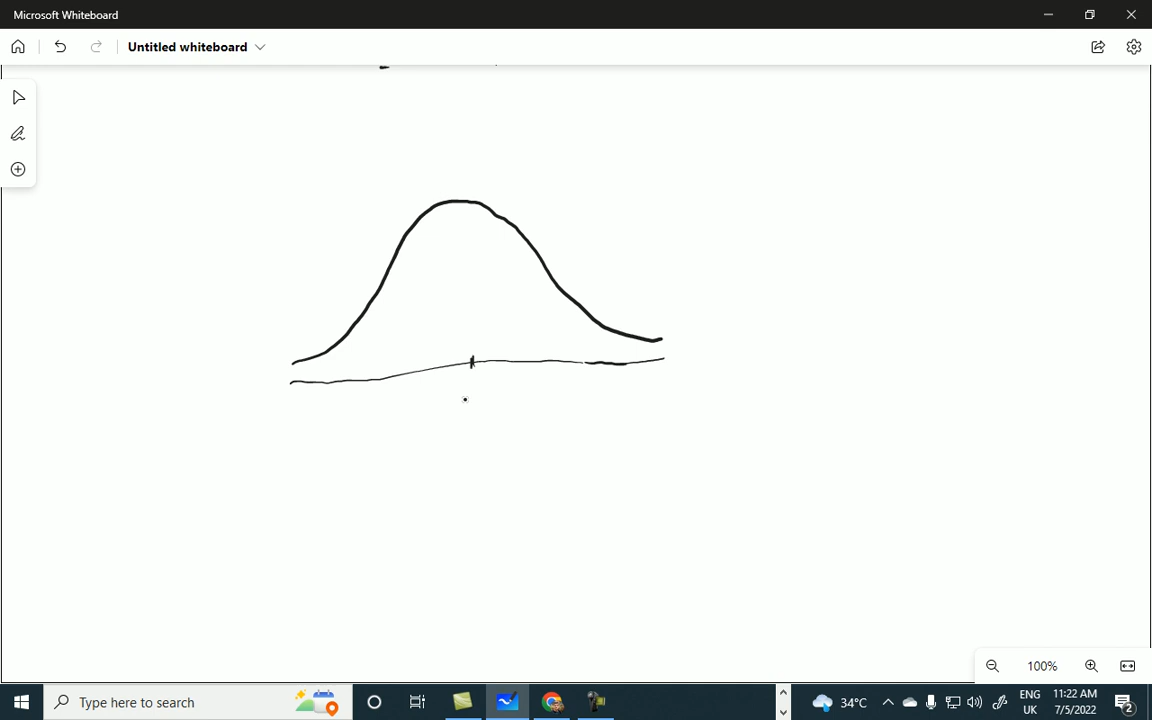 Microsoft Whiteboard
Untitled whiteboard
100%
Type here to search
34°C
ENG
UK
11:22 AM
7/5/2022
2